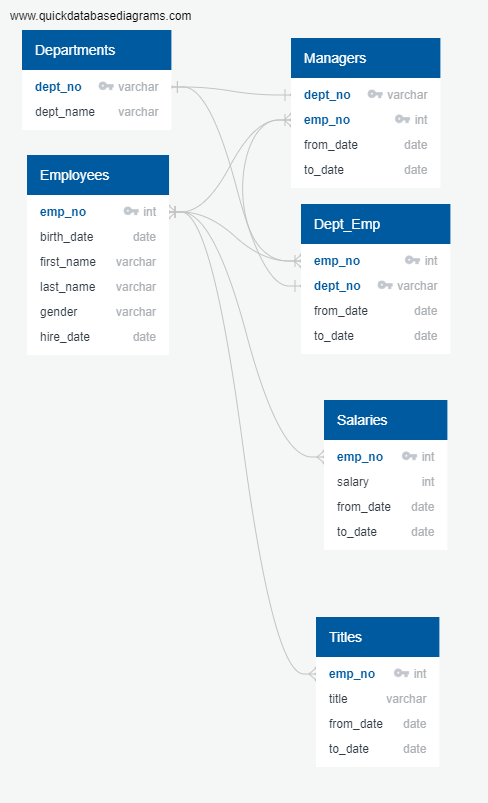 www.quickdatabasediagrams.com
Departments
dept_no varchar
dept_name varchar
Employees
emp_no int
birth_date date
first_name varchar
last_name varchar
gender varchar
hire_date date
Managers
dept_no varchar
emp_no int
from_date date
to_date date
Dept_Emp
emp_no int
dept_no varchar
from_date date
to_date date
Salaries
emp_no int
salary int
from_date date
to_date date
Titles
emp_no int
title varchar
from_date date
to_date date